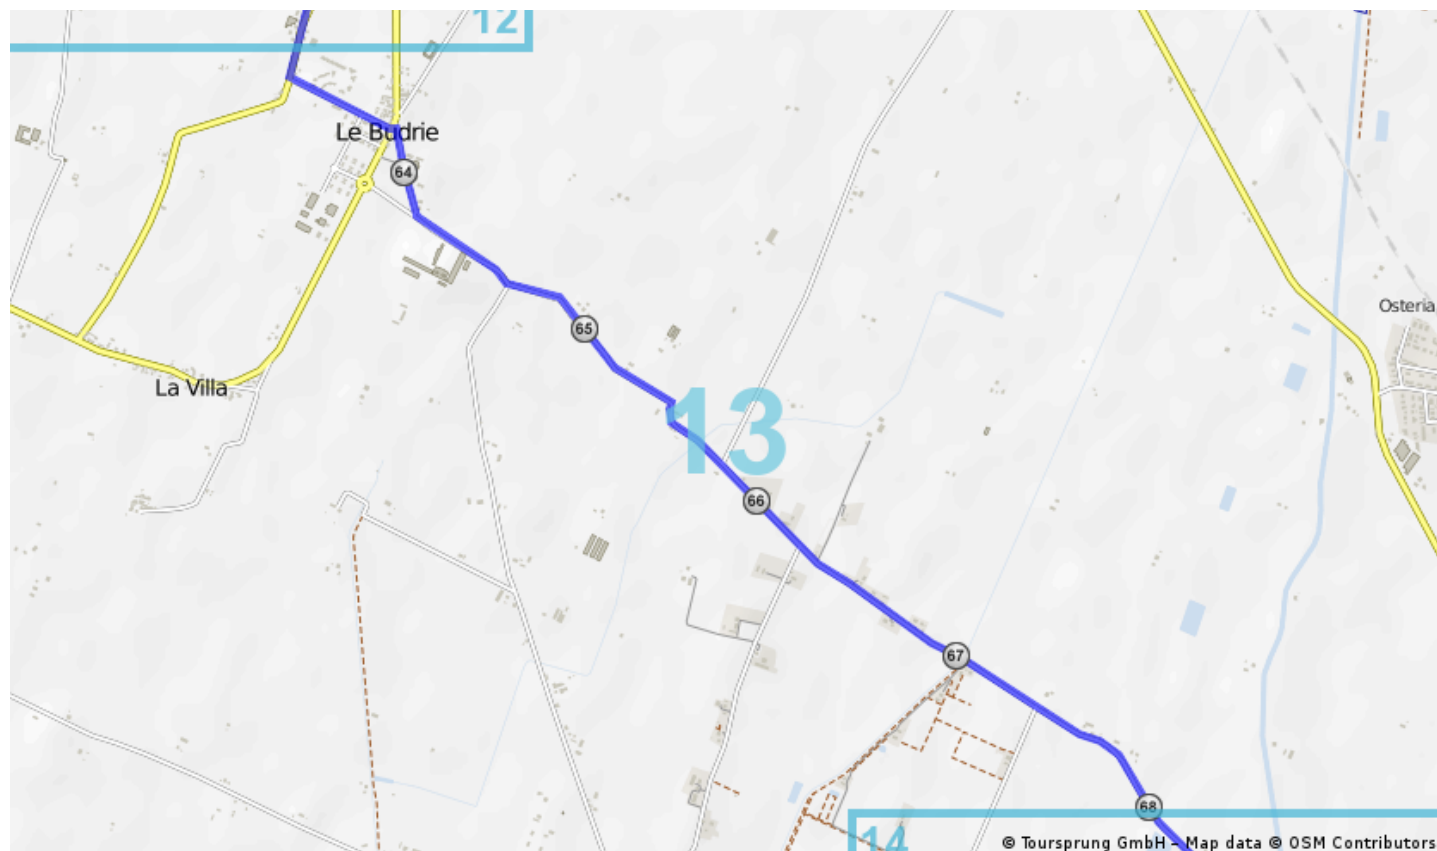 12
Le Budrie
64
Osteria
65
La Villa
13
66
67
68
14
© Toursprung GmbH – Map data © OSM Contributors